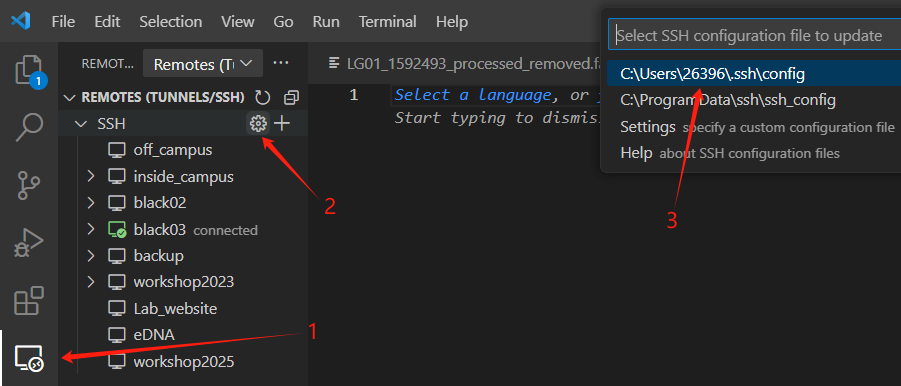 File Edit Selection View Go Run Terminal Help
Select SSH configuration file to update
C:\Users\26396\.ssh\config
C:\ProgramData\ssh\ssh_config
Settings specify a custom configuration file
Help about SSH configuration files
3
1
REMOT... Remotes (Tu
REMOTES (TUNNELS/SSH)
SSH
off_campus
inside_campus
black02
black03 connected
backup
workshop2023
Lab_website
eDNA
workshop2025
2
1
LG01_1592493_processed_removed.fa
1 Select a language, or
Start typing to dismis